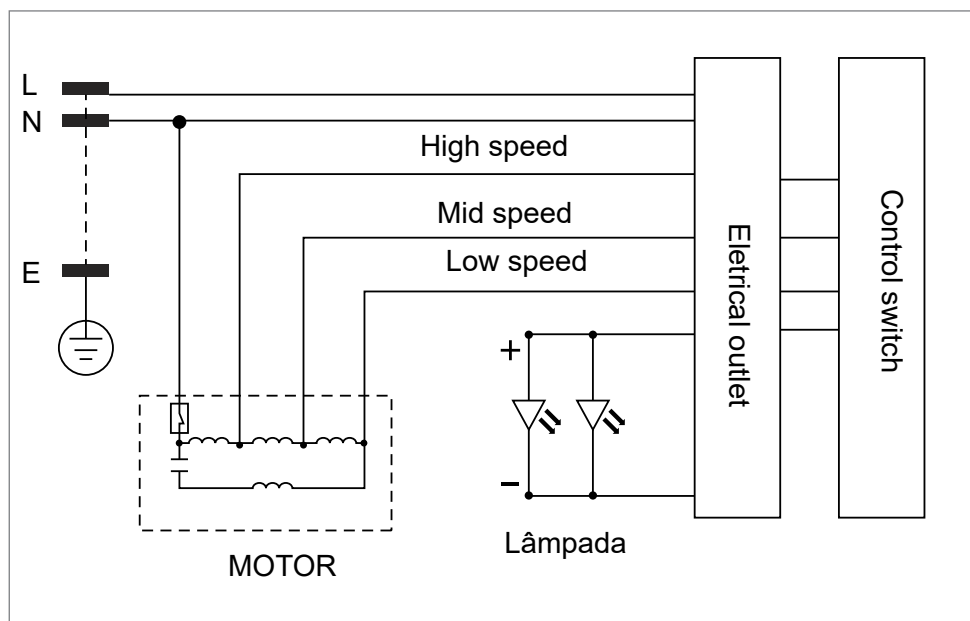 L
N
High speed
Mid speed
Low speed
E
+
−
Lâmpada
MOTOR
Eletrical outlet
Control switch